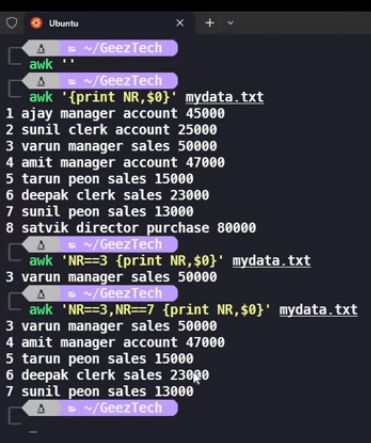 Ubuntu
~/GeezTech
awk ''
~/GeezTech
awk '{print NR,$0}' mydata.txt
1 ajay manager account 45000
2 sunil clerk account 25000
3 varun manager sales 50000
4 amit manager account 47000
5 tarun peon sales 15000
6 deepak clerk sales 23000
7 sunil peon sales 13000
8 satvik director purchase 80000
~/GeezTech
awk 'NR==3 {print NR,$0}' mydata.txt
3 varun manager sales 50000
~/GeezTech
awk 'NR==3,NR==7 {print NR,$0}' mydata.txt
3 varun manager sales 50000
4 amit manager account 47000
5 tarun peon sales 15000
6 deepak clerk sales 23000
7 sunil peon sales 13000
~/GeezTech